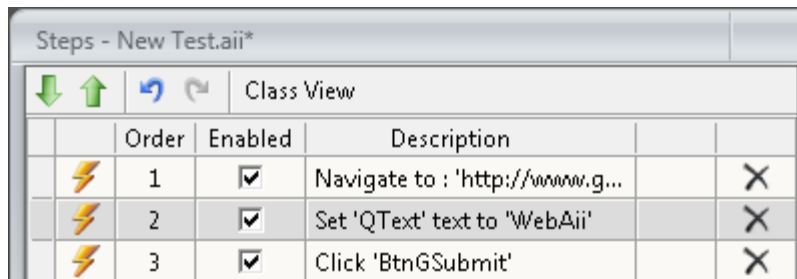 Steps - New Test.aii*
Class View
Order Enabled Description
1 Navigate to : 'http://www.g...
2 Set 'QText' text to 'WebAii'
3 Click 'BtnGSubmit'